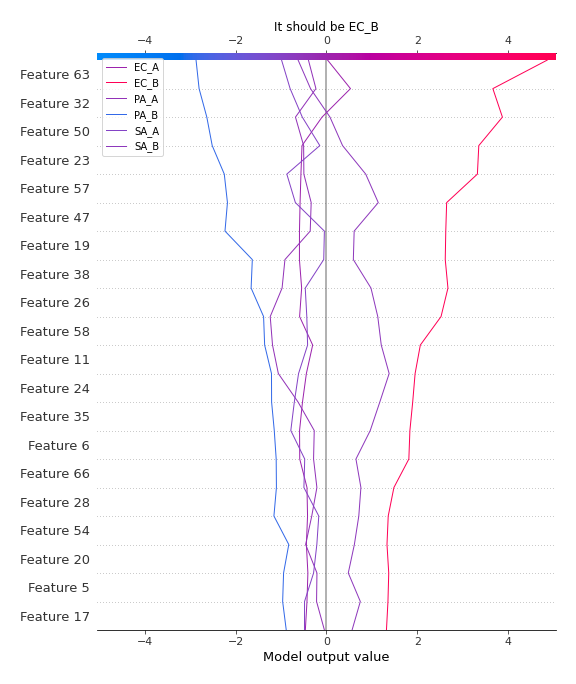 It should be EC_B
−4 −2 0 2 4
EC_A
EC_B
PA_A
PA_B
SA_A
SA_B
Feature 63
Feature 32
Feature 50
Feature 23
Feature 57
Feature 47
Feature 19
Feature 38
Feature 26
Feature 58
Feature 11
Feature 24
Feature 35
Feature 6
Feature 66
Feature 28
Feature 54
Feature 20
Feature 5
Feature 17
−4 −2 0 2 4
Model output value